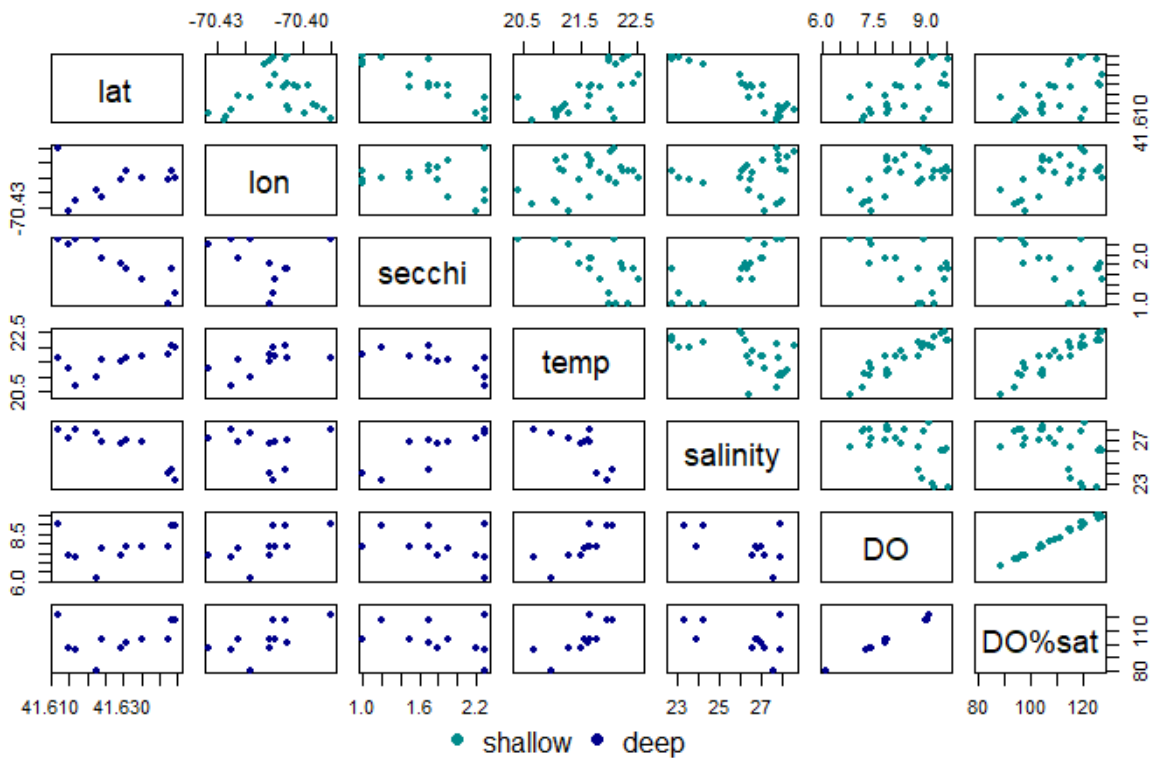 -70.43 -70.40 20.5 21.5 22.5 6.0 7.5 9.0
lat
41.610
-70.43
lon
secchi
1.0 2.0
20.5 22.5
temp
salinity
23 27
6.0 8.5
DO
DO%sat
80 110
41.610 41.630 1.0 1.6 2.2 23 25 27 80 100 120
shallow deep